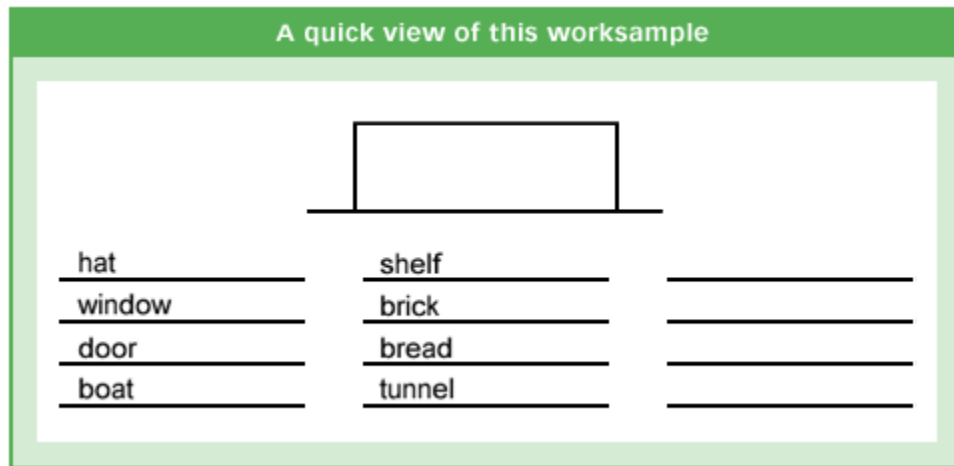 A quick view of this worksample
hat
window
door
boat
shelf
brick
bread
tunnel